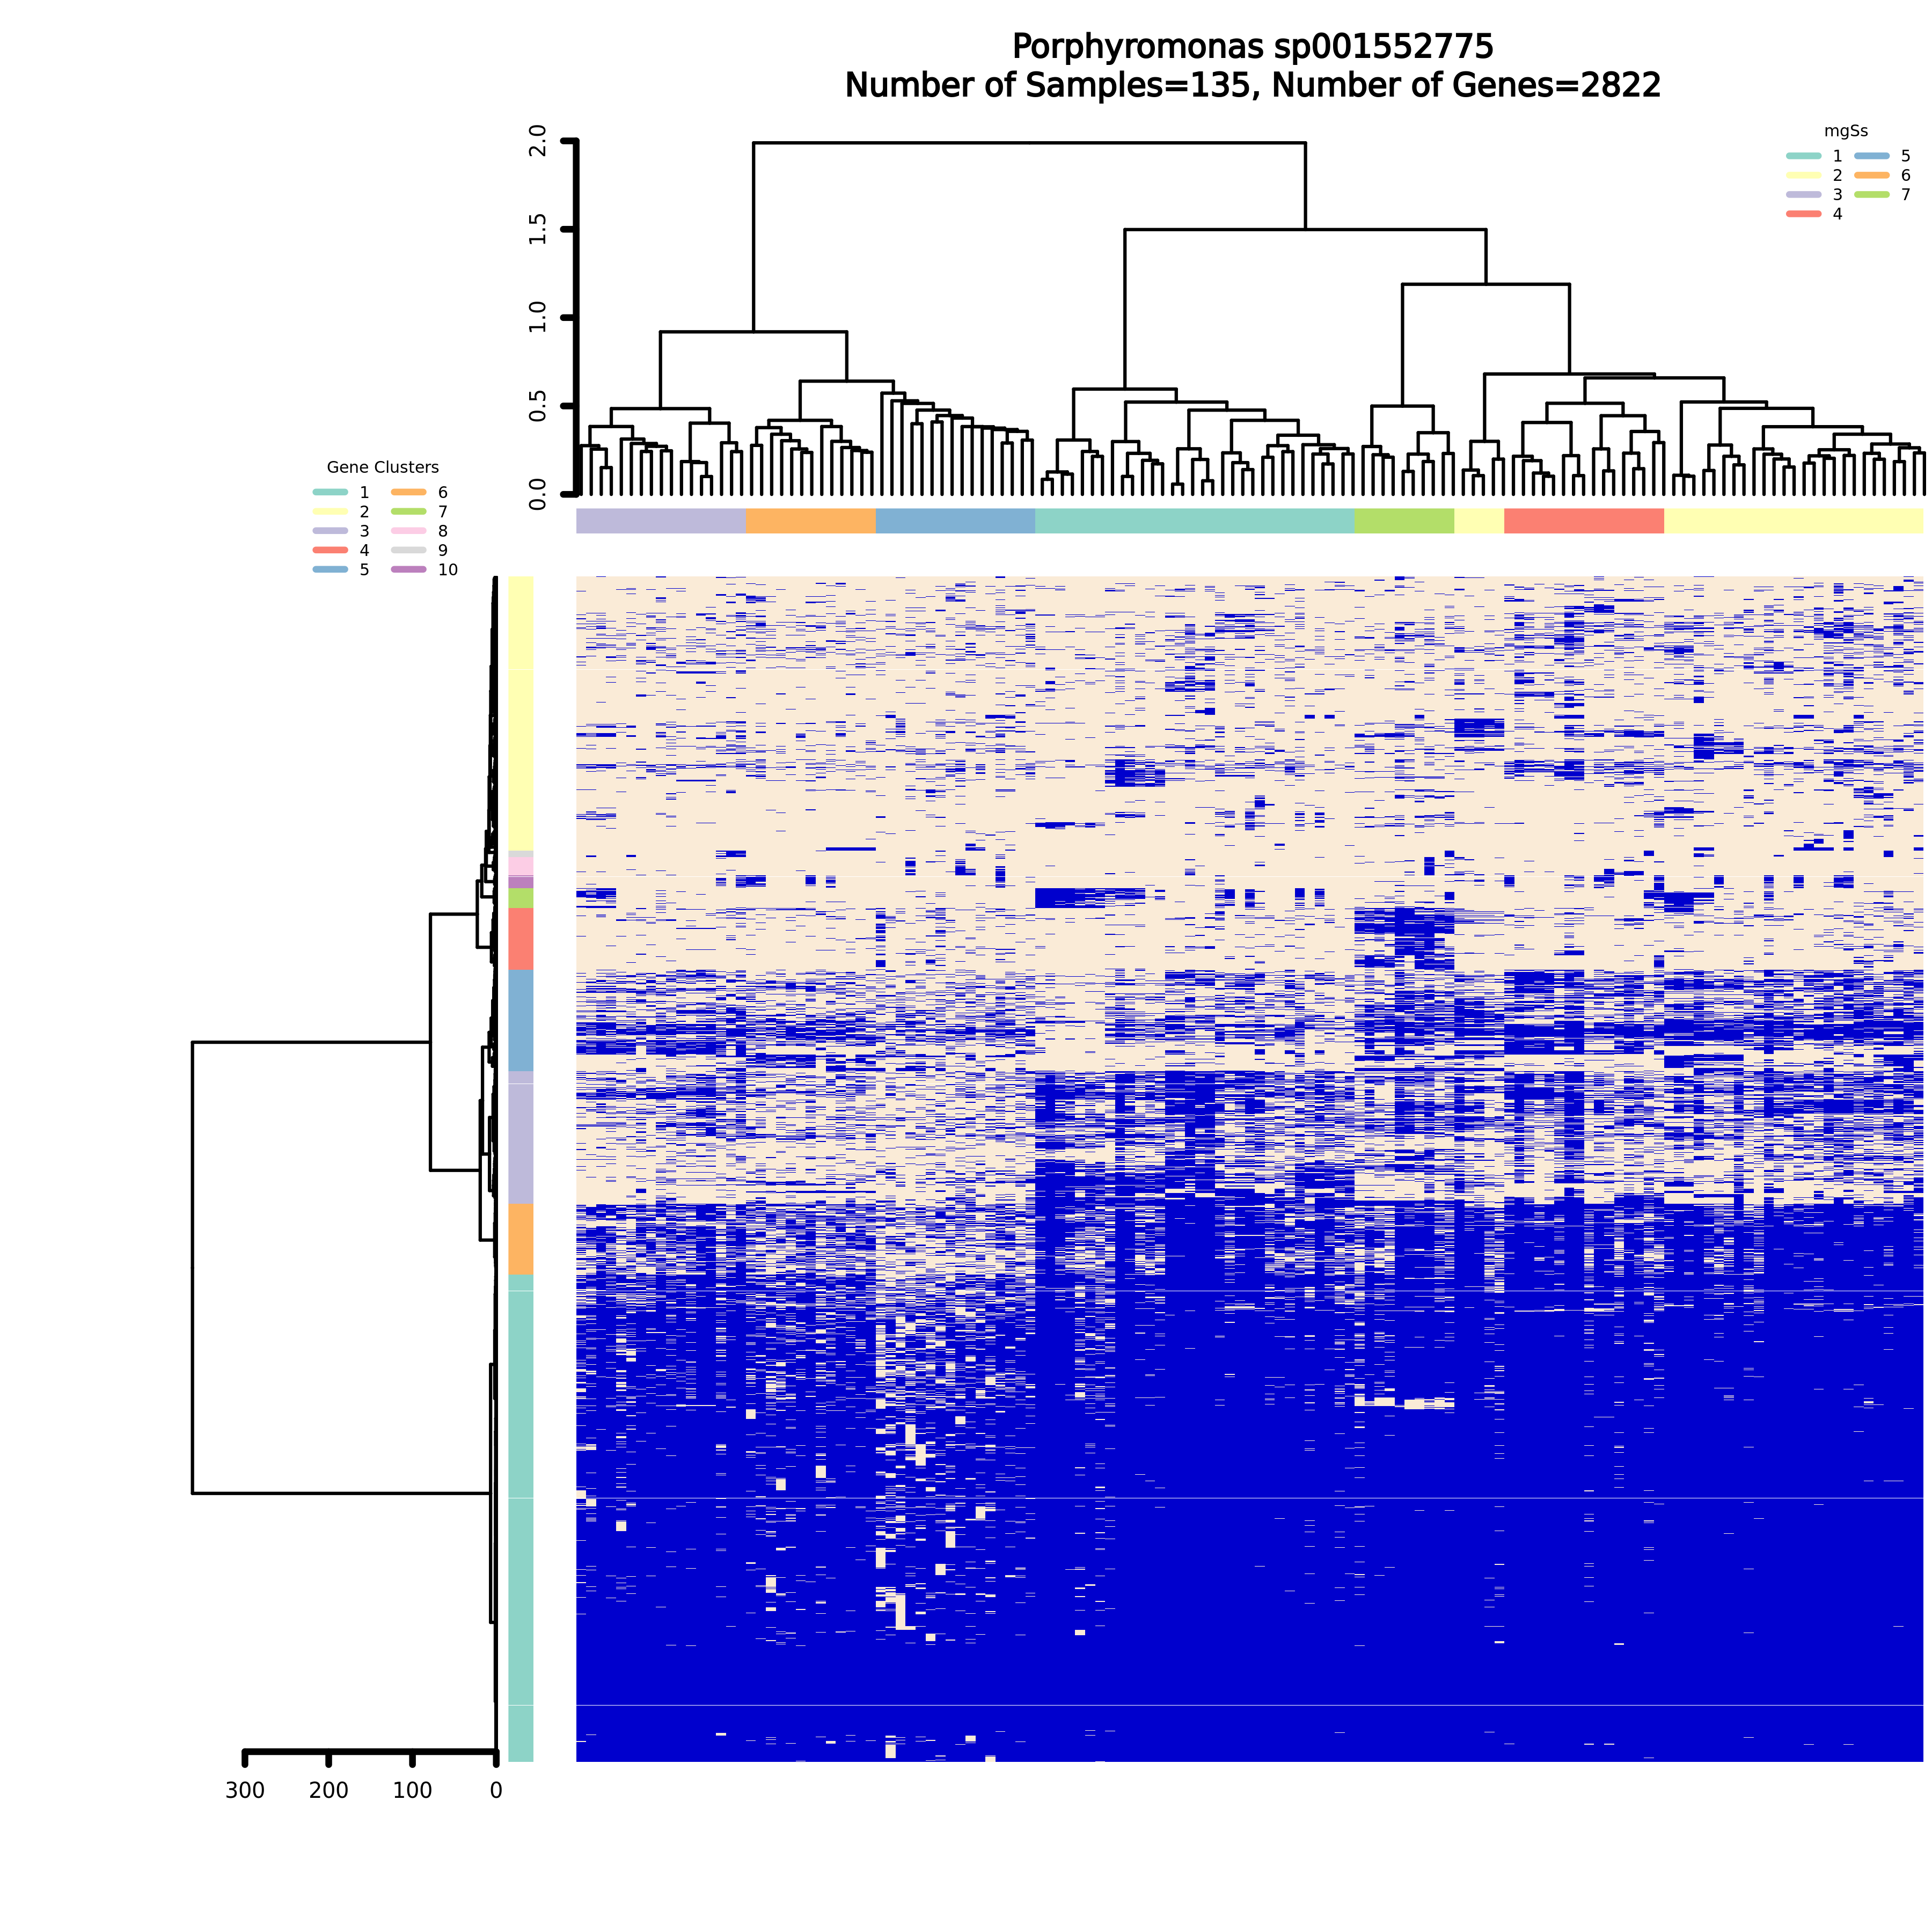 Porphyromonas sp001552775
Number of Samples=135, Number of Genes=2822
mgSs
1 5
2 6
3 7
4
2.0
1.5
1.0
0.5
0.0
Gene Clusters
1 6
2 7
3 8
4 9
5 10
300 200 100 0